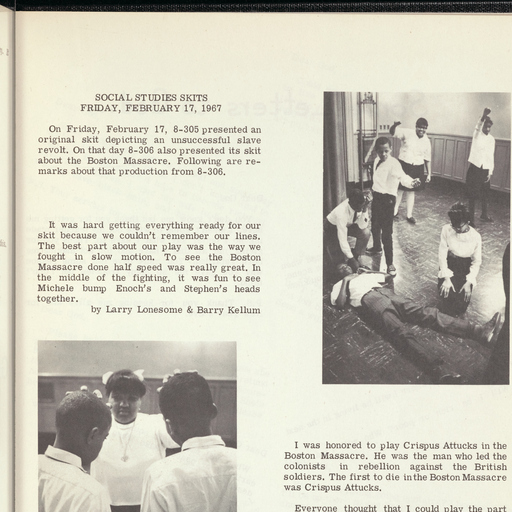 SOCIAL STUDIES SKITS
FRIDAY, FEBRUARY 17, 1967
On Friday, February 17, 8-305 presented an
original skit depicting an unsuccessful slave
revolt. On that day 8-306 also presented its skit
about the Boston Massacre. Following are re-
marks about that production from 8-306.
It was hard getting everything ready for our
skit because we couldn't remember our lines.
The best part about our play was the way we
fought in slow motion. To see the Boston
Massacre done half speed was really great. In
the middle of the fighting, it was fun to see
Michele bump Enoch's and Stephen's heads
together.
by Larry Lonesome & Barry Kellum
I was honored to play Crispus Attucks in the
Boston Massacre. He was the man who led the
colonists in rebellion against the British
soldiers. The first to die in the Boston Massacre
was Crispus Attucks.
Everyone thought that I could play the part